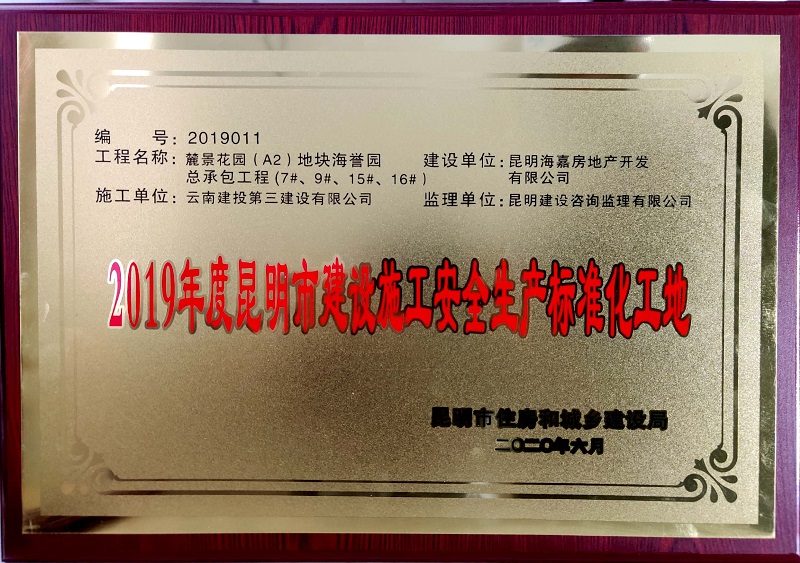 编 号：2019011
工程名称：麓景花园（A2）地块海誉园 建设单位：昆明海嘉房地产开发
总承包工程(7#、9#、15#、16#) 有限公司
施工单位：云南建投第三建设有限公司 监理单位：昆明建设咨询监理有限公司
2019年度昆明市建设施工安全生产标准化工地
昆明市住房和城乡建设局
二〇二〇年六月